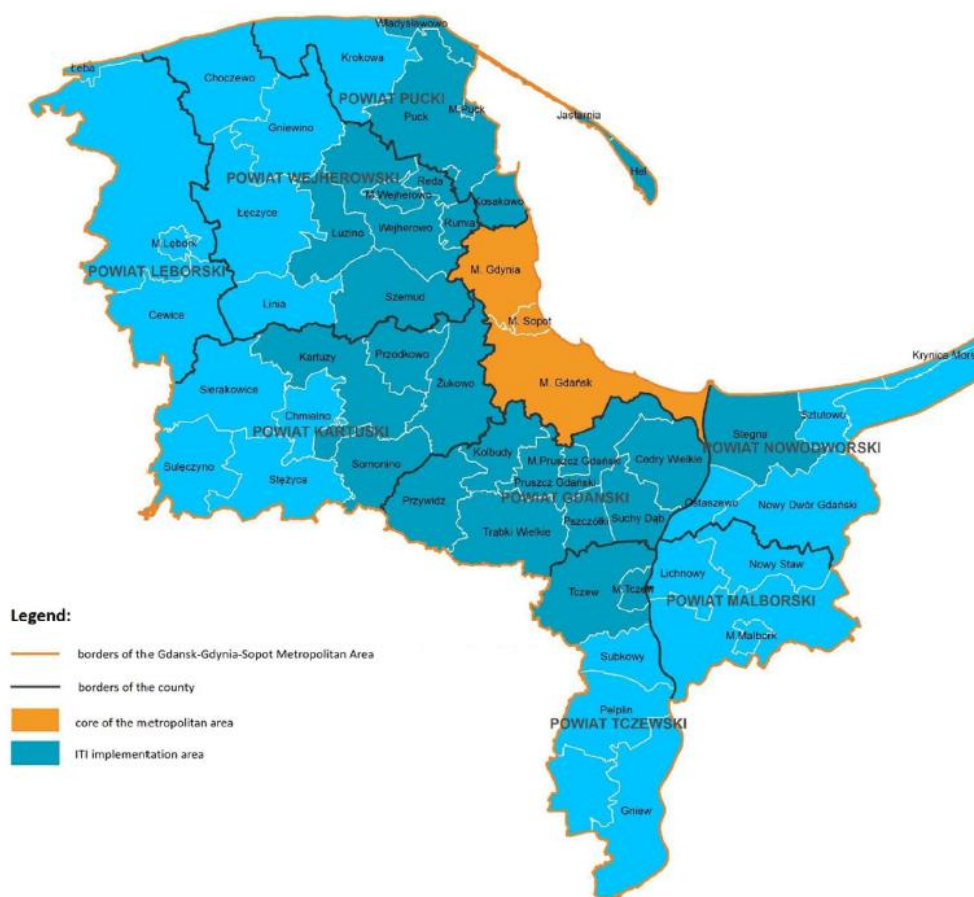 Władysławowo
Łeba
Choczewo
Krokowa
POWIAT PUCKI
Puck
M.Puck
Jastarnia
Hel
Gniewino
POWIAT WEJHEROWSKI
Reda
M.Wejherowo
Kosakowo
Łęczyce
Luzino
Wejherowo
Rumia
M.Lębork
POWIAT LĘBORSKI
M. Gdynia
Cewice
Linia
Szemud
M. Sopot
Kartuzy
Przodkowo
Żukowo
M. Gdańsk
Krynica Mors
Sierakowice
Chmielno
POWIAT KARTUSKI
Stegna
Sztutowo
POWIAT NOWODWORSKI
Sulęczyno
Stężyca
Somonino
Kolbudy
M.Pruszcz Gdański
Cedry Wielkie
Pruszcz Gdański
POWIAT GDAŃSKI
Przywidz
Trąbki Wielkie
Pszczółki
Suchy Dąb
Ostaszewo
Nowy Dwór Gdański
Lichnowy
Nowy Staw
POWIAT MALBORSKI
Tczew
M.Tczew
M.Malbork
Subkowy
Pelplin
POWIAT TCZEWSKI
Gniew
Legend:
borders of the Gdansk-Gdynia-Sopot Metropolitan Area
borders of the county
core of the metropolitan area
ITI implementation area